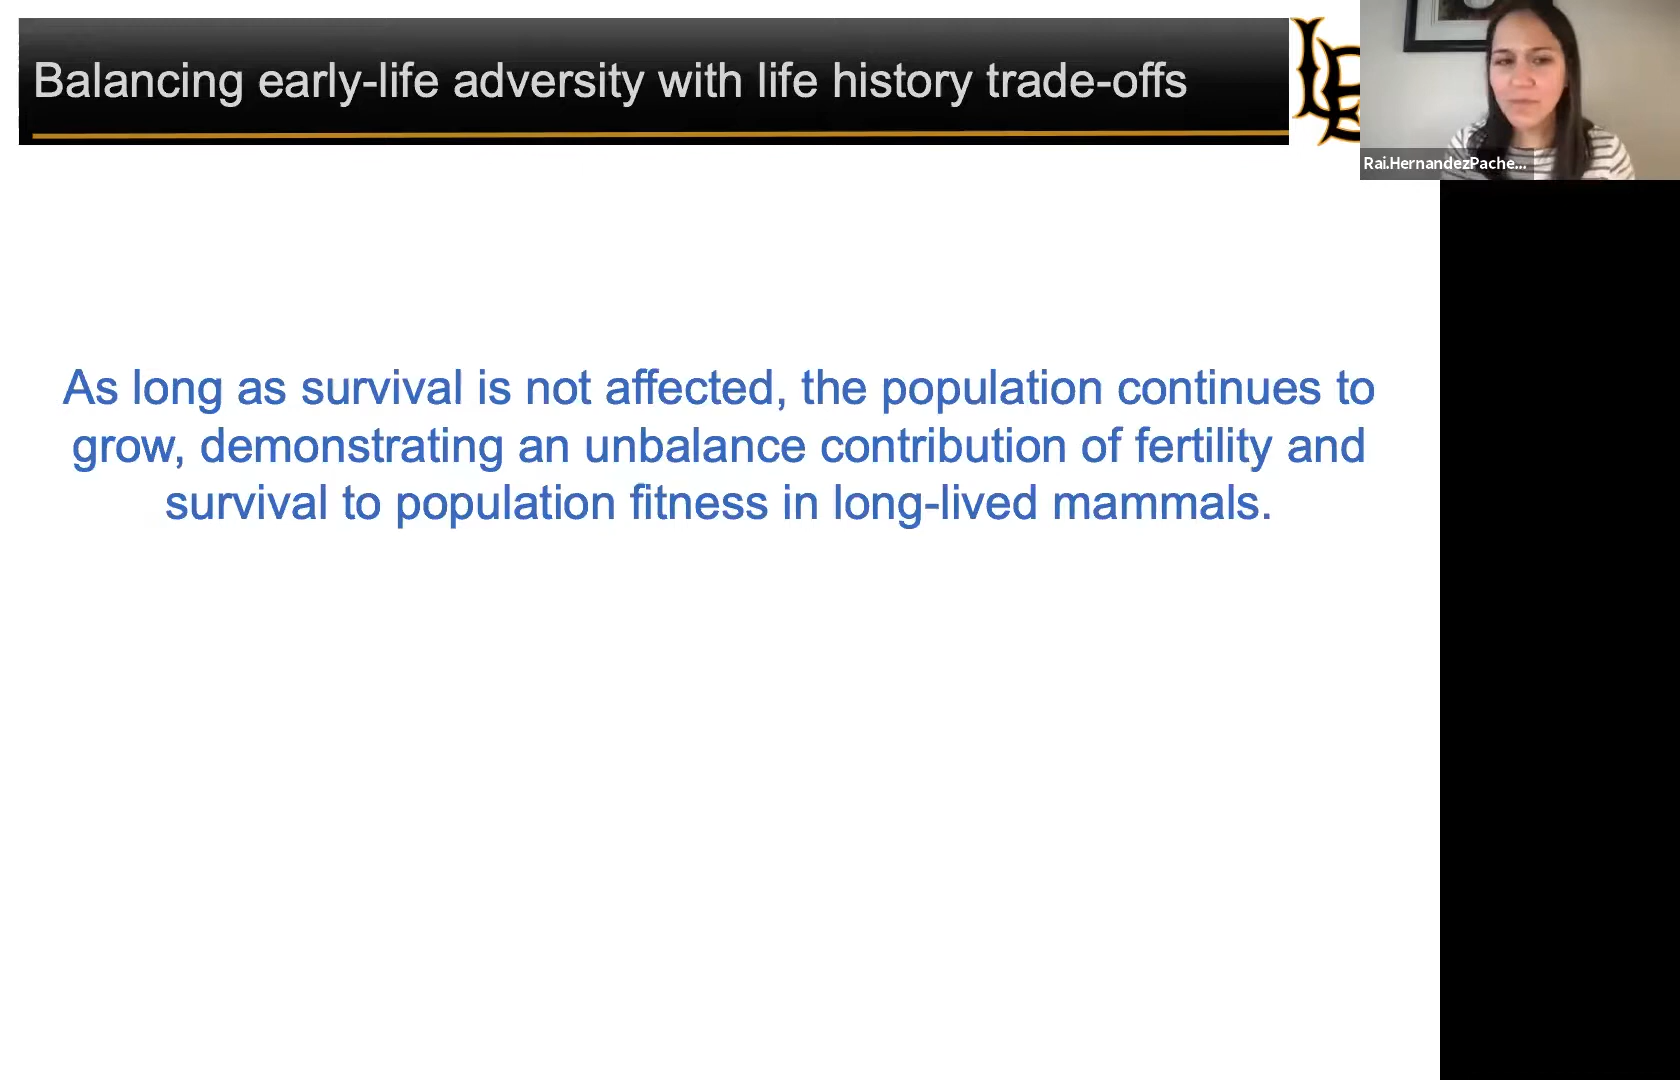 Balancing early-life adversity with life history trade-offs
LB
Rai.HernandezPache...
As long as survival is not affected, the population continues to
grow, demonstrating an unbalance contribution of fertility and
survival to population fitness in long-lived mammals.